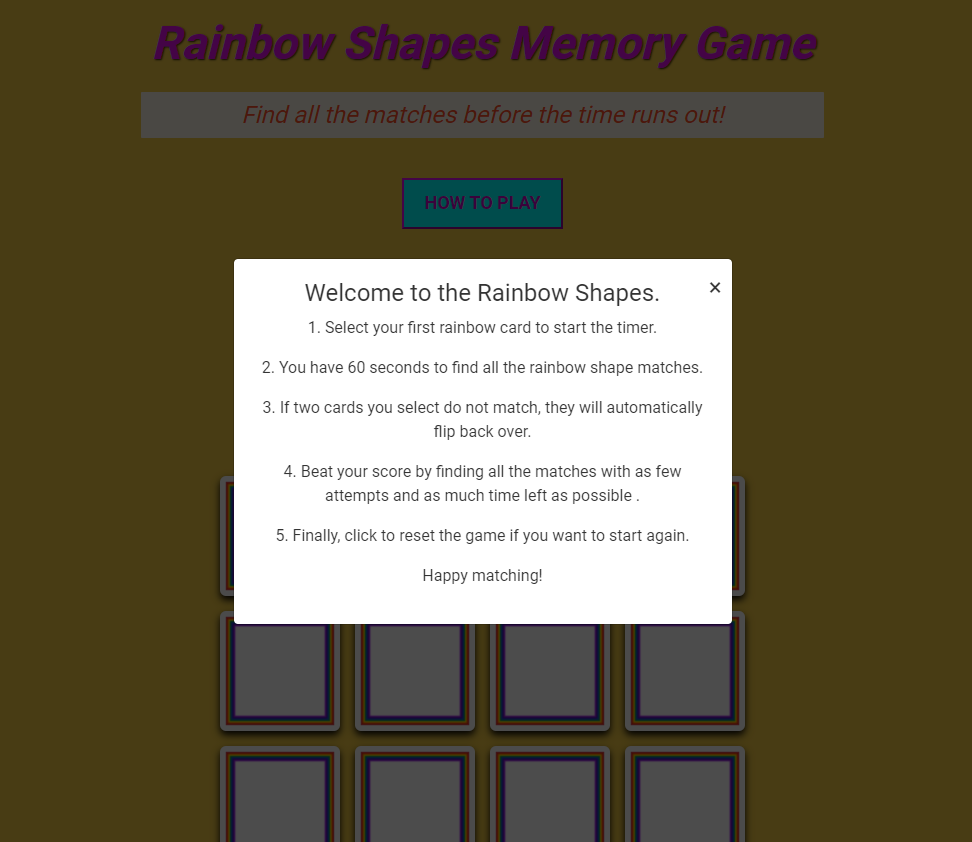 Rainbow Shapes Memory Game
Find all the matches before the time runs out!
HOW TO PLAY
Welcome to the Rainbow Shapes.
×
1. Select your first rainbow card to start the timer.
2. You have 60 seconds to find all the rainbow shape matches.
3. If two cards you select do not match, they will automatically
flip back over.
4. Beat your score by finding all the matches with as few
attempts and as much time left as possible .
5. Finally, click to reset the game if you want to start again.
Happy matching!